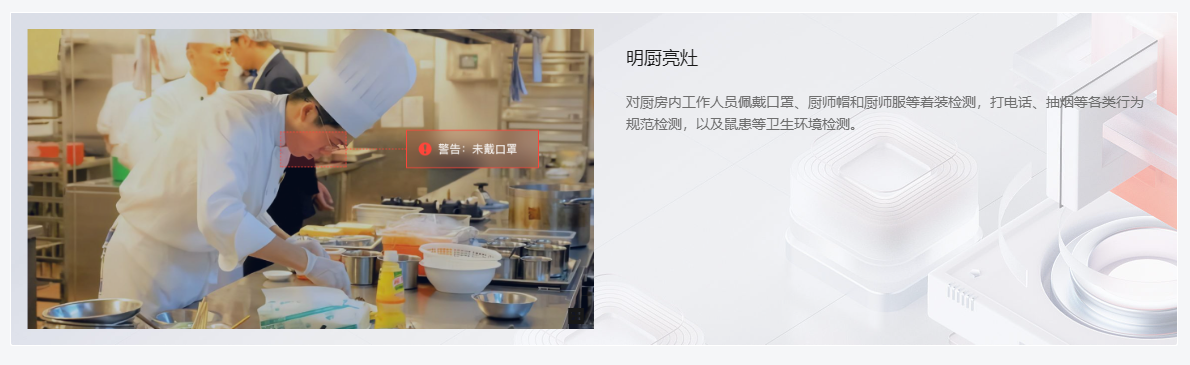 明厨亮灶
警告：未戴口罩
对厨房内工作人员佩戴口罩、厨师帽和厨师服等着装检测，打电话、抽烟等各类行为
规范检测，以及鼠患等卫生环境检测。